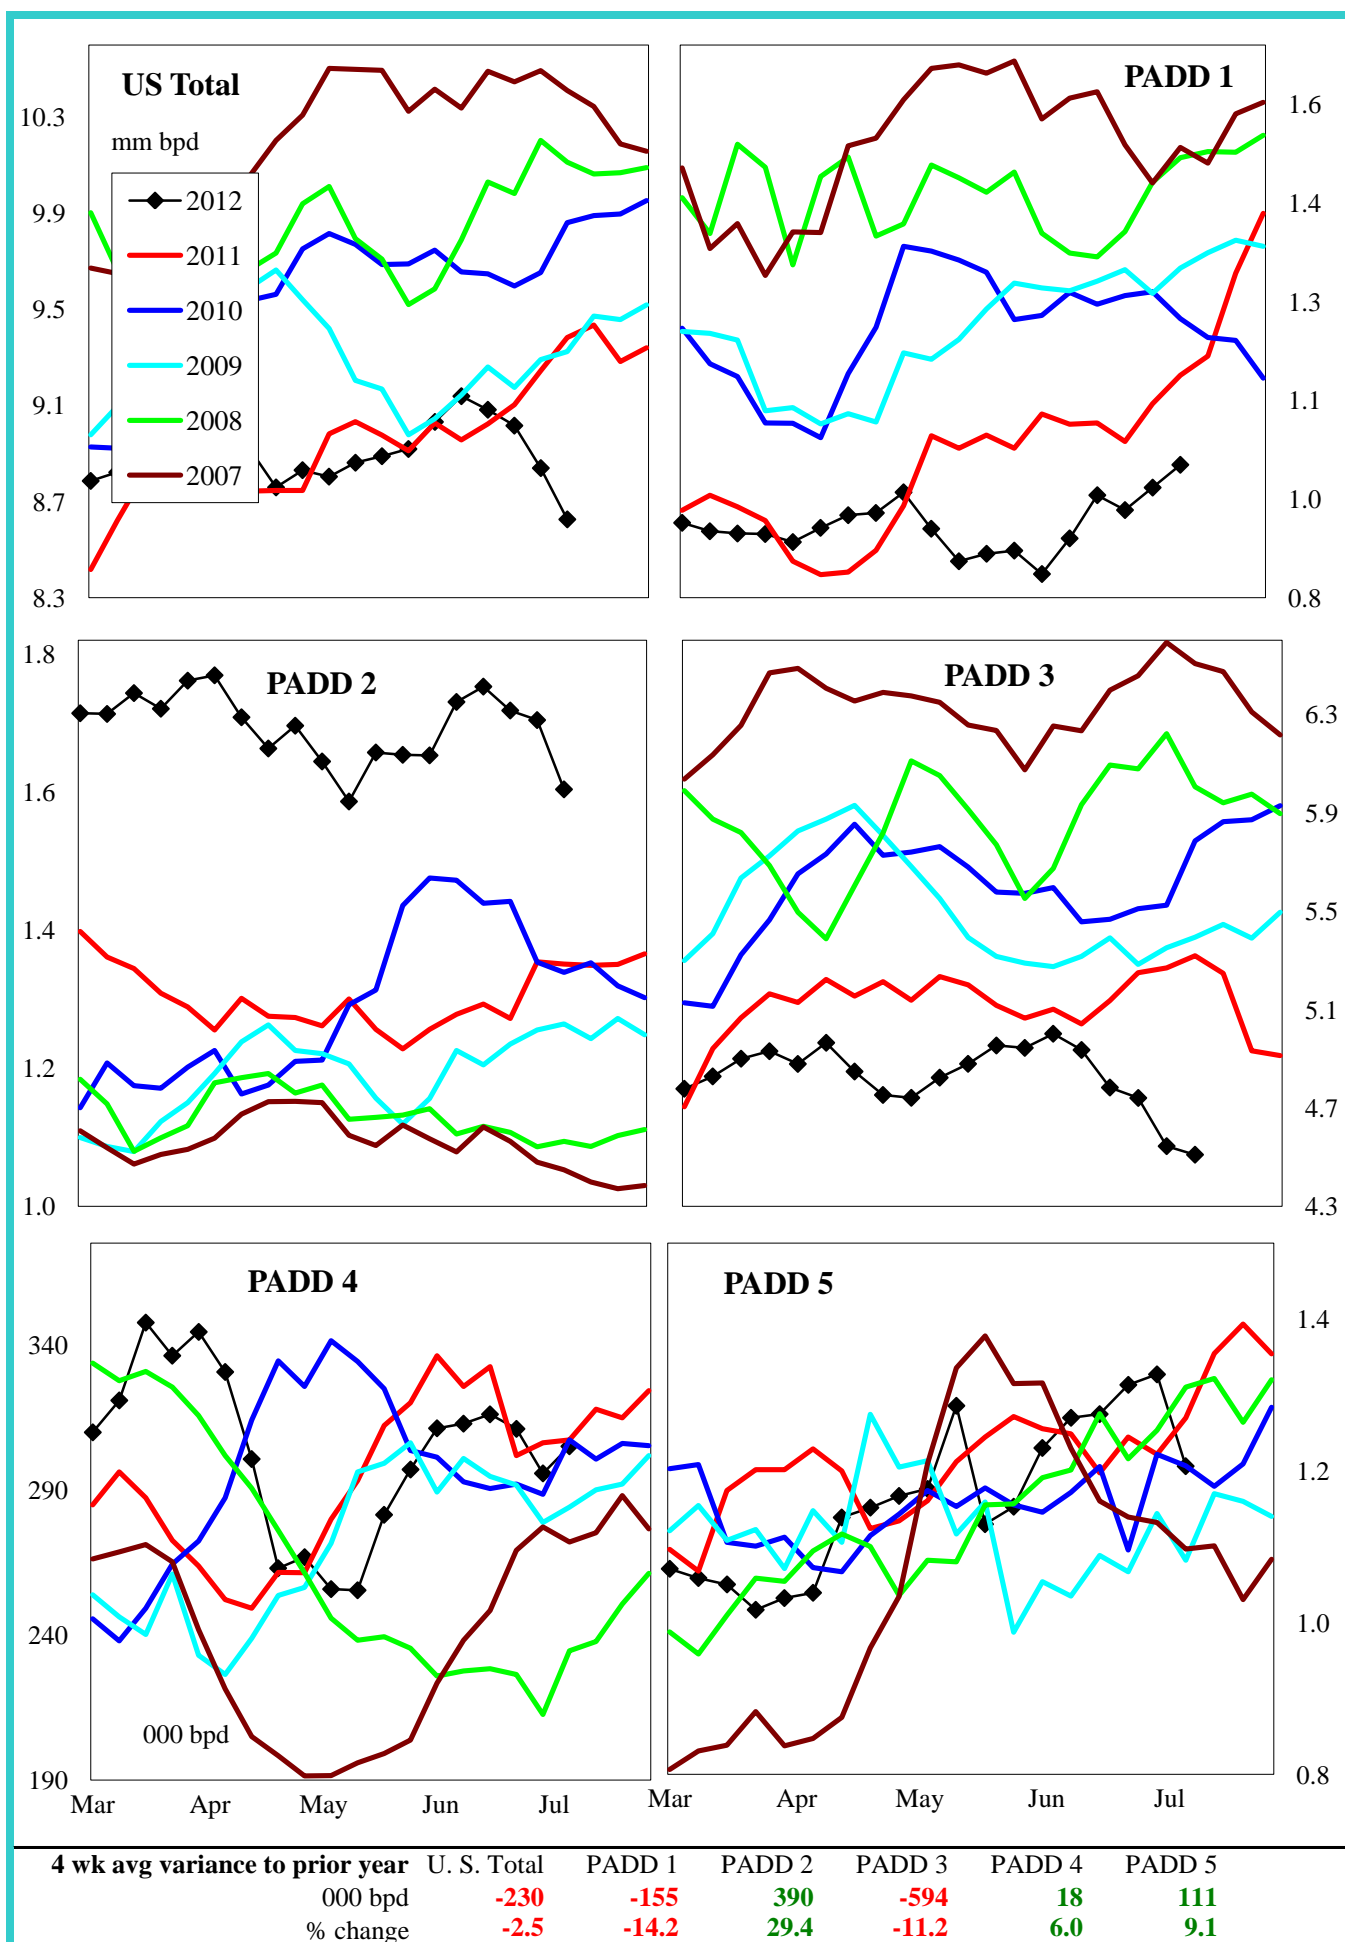 US Total
PADD 1
10.3
1.6
mm bpd
2012
9.9
1.4
2011
2010
9.5
1.3
2009
9.1
1.1
2008
2007
8.7
1.0
8.3
0.8
1.8
PADD 2
PADD 3
6.3
1.6
5.9
1.4
5.5
5.1
1.2
4.7
1.0
4.3
PADD 4
PADD 5
340
1.4
290
1.2
240
1.0
000 bpd
190
0.8
Mar Apr May Jun Jul
Mar Apr May Jun Jul
4 wk avg variance to prior year U. S. Total PADD 1 PADD 2 PADD 3 PADD 4 PADD 5
000 bpd -230 -155 390 -594 18 111
% change -2.5 -14.2 29.4 -11.2 6.0 9.1